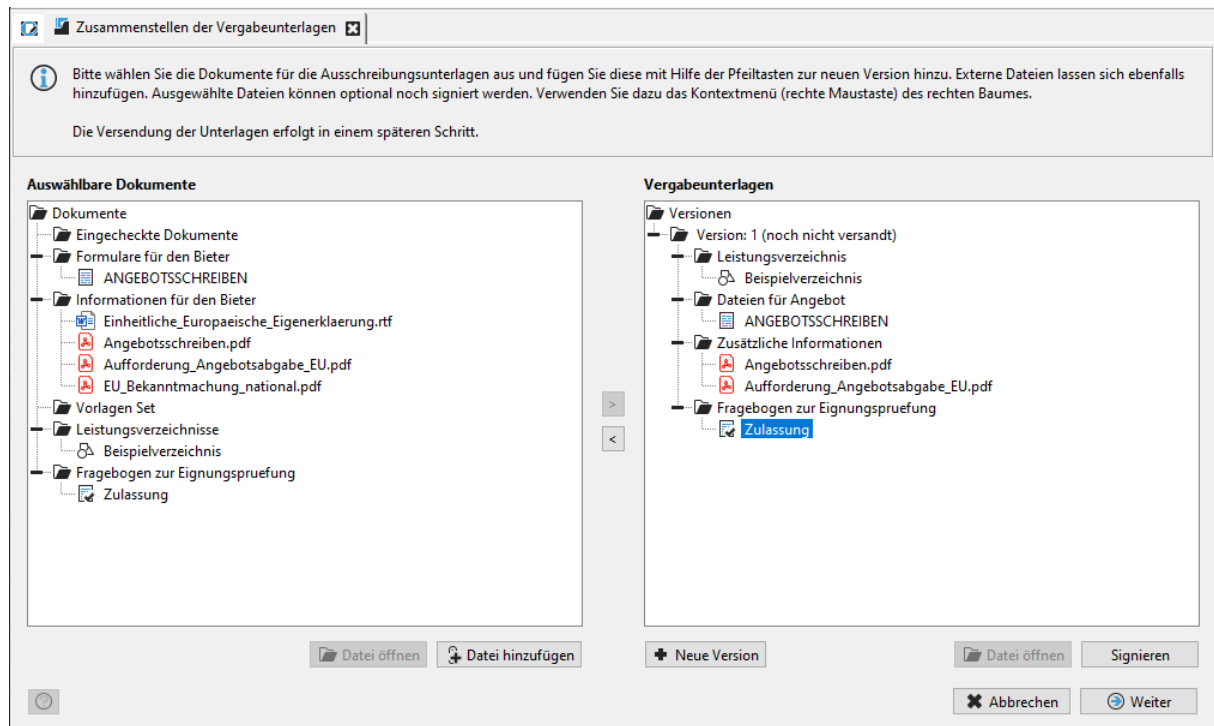 Zusammenstellen der Vergabeunterlagen
Bitte wählen Sie die Dokumente für die Ausschreibungsunterlagen aus und fügen Sie diese mit Hilfe der Pfeiltasten zur neuen Version hinzu. Externe Dateien lassen sich ebenfalls
hinzufügen. Ausgewählte Dateien können optional noch signiert werden. Verwenden Sie dazu das Kontextmenü (rechte Maustaste) des rechten Baumes.
Die Versendung der Unterlagen erfolgt in einem späteren Schritt.
Auswählbare Dokumente
Dokumente
Eingecheckte Dokumente
Formulare für den Bieter
ANGEBOTSSCHREIBEN
Informationen für den Bieter
Einheitliche_Europaeische_Eigenerklaerung.rtf
Angebotsschreiben.pdf
Aufforderung_Angebotsabgabe_EU.pdf
EU_Bekanntmachung_national.pdf
Vorlagen Set
Leistungsverzeichnisse
Beispielverzeichnis
Fragebogen zur Eignungspruefung
Zulassung
Datei öffnen
Datei hinzufügen
>
<
Vergabeunterlagen
Versionen
Version: 1 (noch nicht versandt)
Leistungsverzeichnis
Beispielverzeichnis
Dateien für Angebot
ANGEBOTSSCHREIBEN
Zusätzliche Informationen
Angebotsschreiben.pdf
Aufforderung_Angebotsabgabe_EU.pdf
Fragebogen zur Eignungspruefung
Zulassung
Neue Version
Datei öffnen
Signieren
Abbrechen
Weiter